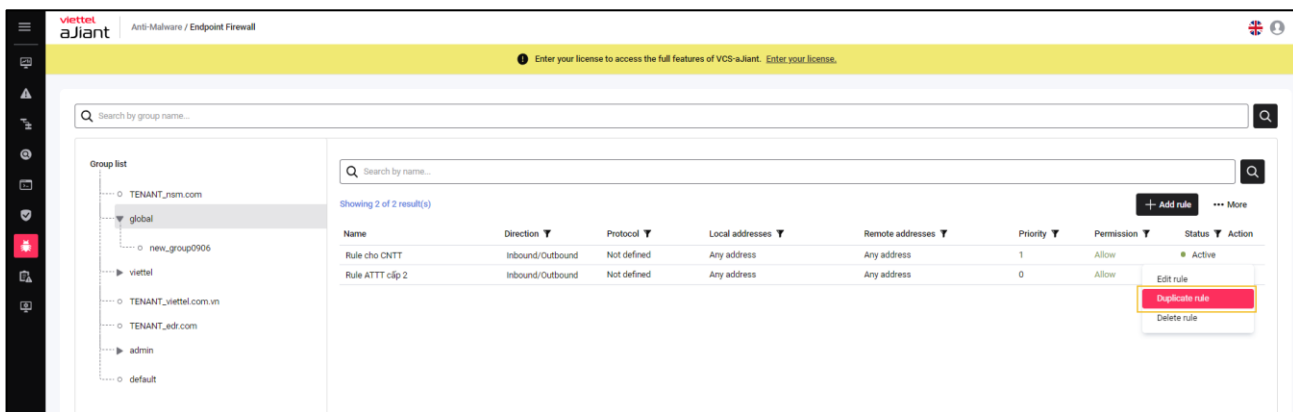 viettel
aJiant
Anti-Malware / Endpoint Firewall
Enter your license to access the full features of VCS-aJiant. Enter your license.
Search by group name...
Group list
TENANT_nsm.com
global
new_group0906
viettel
TENANT_viettel.com.vn
TENANT_edr.com
admin
default
Search by name...
Showing 2 of 2 result(s)
+ Add rule
••• More
Name Direction Protocol Local addresses Remote addresses Priority Permission Status Action
Rule cho CNTT Inbound/Outbound Not defined Any address Any address 1 Allow Active
Rule ATTT cấp 2 Inbound/Outbound Not defined Any address Any address 0 Allow
Edit rule
Duplicate rule
Delete rule